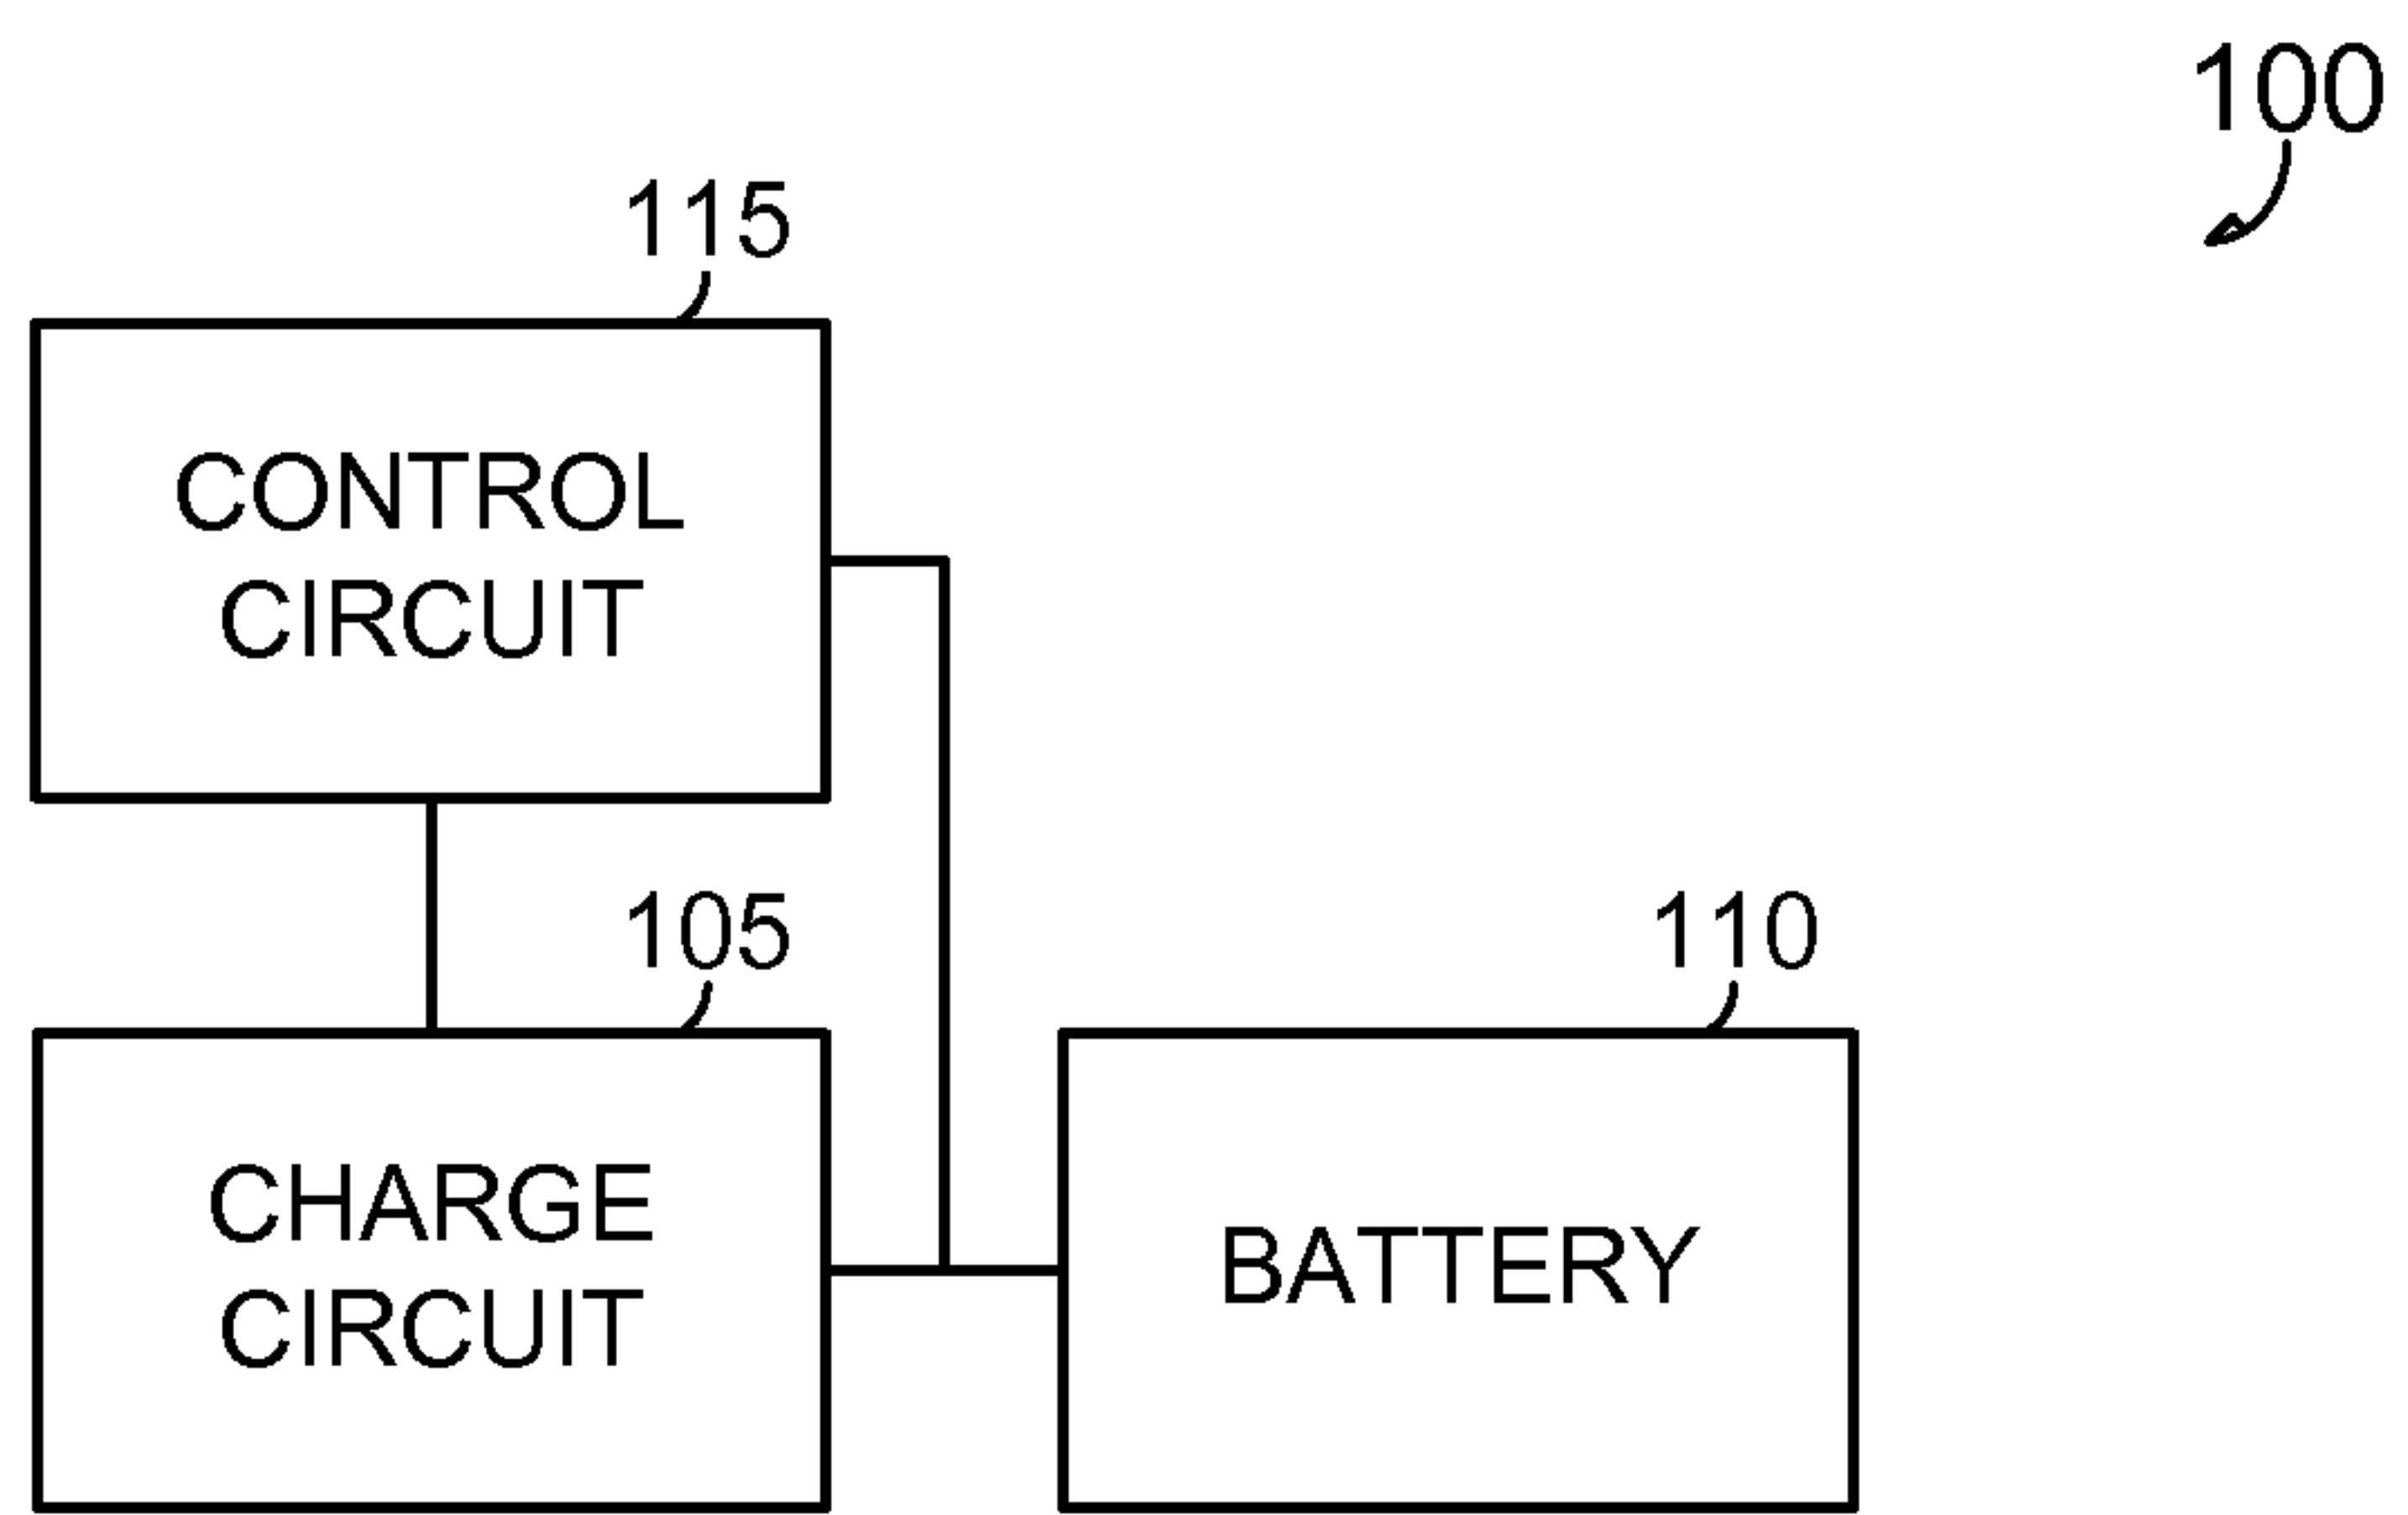 100
115
CONTROL
CIRCUIT
105
110
CHARGE
CIRCUIT
BATTERY